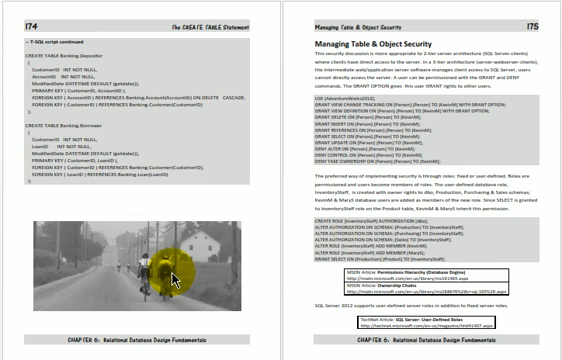 174 The CREATE TABLE Statement
-- T-SQL script continued
CREATE TABLE Banking.Depositor
(
CustomerID INT NOT NULL,
AccountID INT NOT NULL,
ModifiedDate DATETIME DEFAULT (getdate()),
PRIMARY KEY ( CustomerID, AccountID ),
FOREIGN KEY ( AccountID ) REFERENCES Banking.Account(AccountID) ON DELETE CASCADE,
FOREIGN KEY ( CustomerID ) REFERENCES Banking.Customer(CustomerID)
);
CREATE TABLE Banking.Borrower
(
CustomerID INT NOT NULL,
LoanID INT NOT NULL,
ModifiedDate DATETIME DEFAULT (getdate()),
PRIMARY KEY ( CustomerID, LoanID ),
FOREIGN KEY ( CustomerID ) REFERENCES Banking.Customer(CustomerID),
FOREIGN KEY ( LoanID ) REFERENCES Banking.Loan(LoanID)
);
CHAPTER 6: Relational Database Design Fundamentals
Managing Table & Object Security 175
Managing Table & Object Security
This security discussion is more appropriate to 2-tier server architecture (SQL Server-clients)
where clients have direct access to the server. In a 3-tier architecture (server-webserver-clients),
the intermediate web/application server software manages client access to SQL Server, users
cannot directly access the server. A user can be permissioned with the GRANT and DENY
commands. The GRANT OPTION gives this user GRANT rights to other users.
USE [AdventureWorks2012];
GRANT VIEW CHANGE TRACKING ON [Person].[Person] TO [KevinM] WITH GRANT OPTION;
GRANT VIEW DEFINITION ON [Person].[Person] TO [KevinM] WITH GRANT OPTION;
GRANT DELETE ON [Person].[Person] TO [KevinM];
GRANT INSERT ON [Person].[Person] TO [KevinM];
GRANT REFERENCES ON [Person].[Person] TO [KevinM];
GRANT SELECT ON [Person].[Person] TO [KevinM];
GRANT UPDATE ON [Person].[Person] TO [KevinM];
DENY ALTER ON [Person].[Person] TO [KevinM];
DENY CONTROL ON [Person].[Person] TO [KevinM];
DENY TAKE OWNERSHIP ON [Person].[Person] TO [KevinM];
The preferred way of implementing security is through roles: fixed or user-defined. Roles are
permissioned and users become members of roles. The user-defined database role,
InventoryStaff, is created with owner rights to dbo, Production, Purchasing & Sales schemas;
KevinM & MaryS database users are added as members of the new role. Since SELECT is granted
to InventoryStaff role on the Product table, KevinM & MaryS inherit this permission.
CREATE ROLE [InventoryStaff] AUTHORIZATION [dbo];
ALTER AUTHORIZATION ON SCHEMA::[Production] TO [InventoryStaff];
ALTER AUTHORIZATION ON SCHEMA::[Purchasing] TO [InventoryStaff];
ALTER AUTHORIZATION ON SCHEMA::[Sales] TO [InventoryStaff];
ALTER ROLE [InventoryStaff] ADD MEMBER [KevinM];
ALTER ROLE [InventoryStaff] ADD MEMBER [MaryS];
GRANT SELECT ON [Production].[Product] TO [InventoryStaff];
MSDN Article: Permissions Hierarchy (Database Engine)
http://msdn.microsoft.com/en-us/library/ms191465.aspx
MSDN Article: Ownership Chains
SQL Server 2012 supports user-defined server roles in addition to fixed server roles.
TechNet Article: SQL Server: User-Defined Roles
http://technet.microsoft.com/en-us/magazine/hh641407.aspx
CHAPTER 6: Relational Database Design Fundamentals